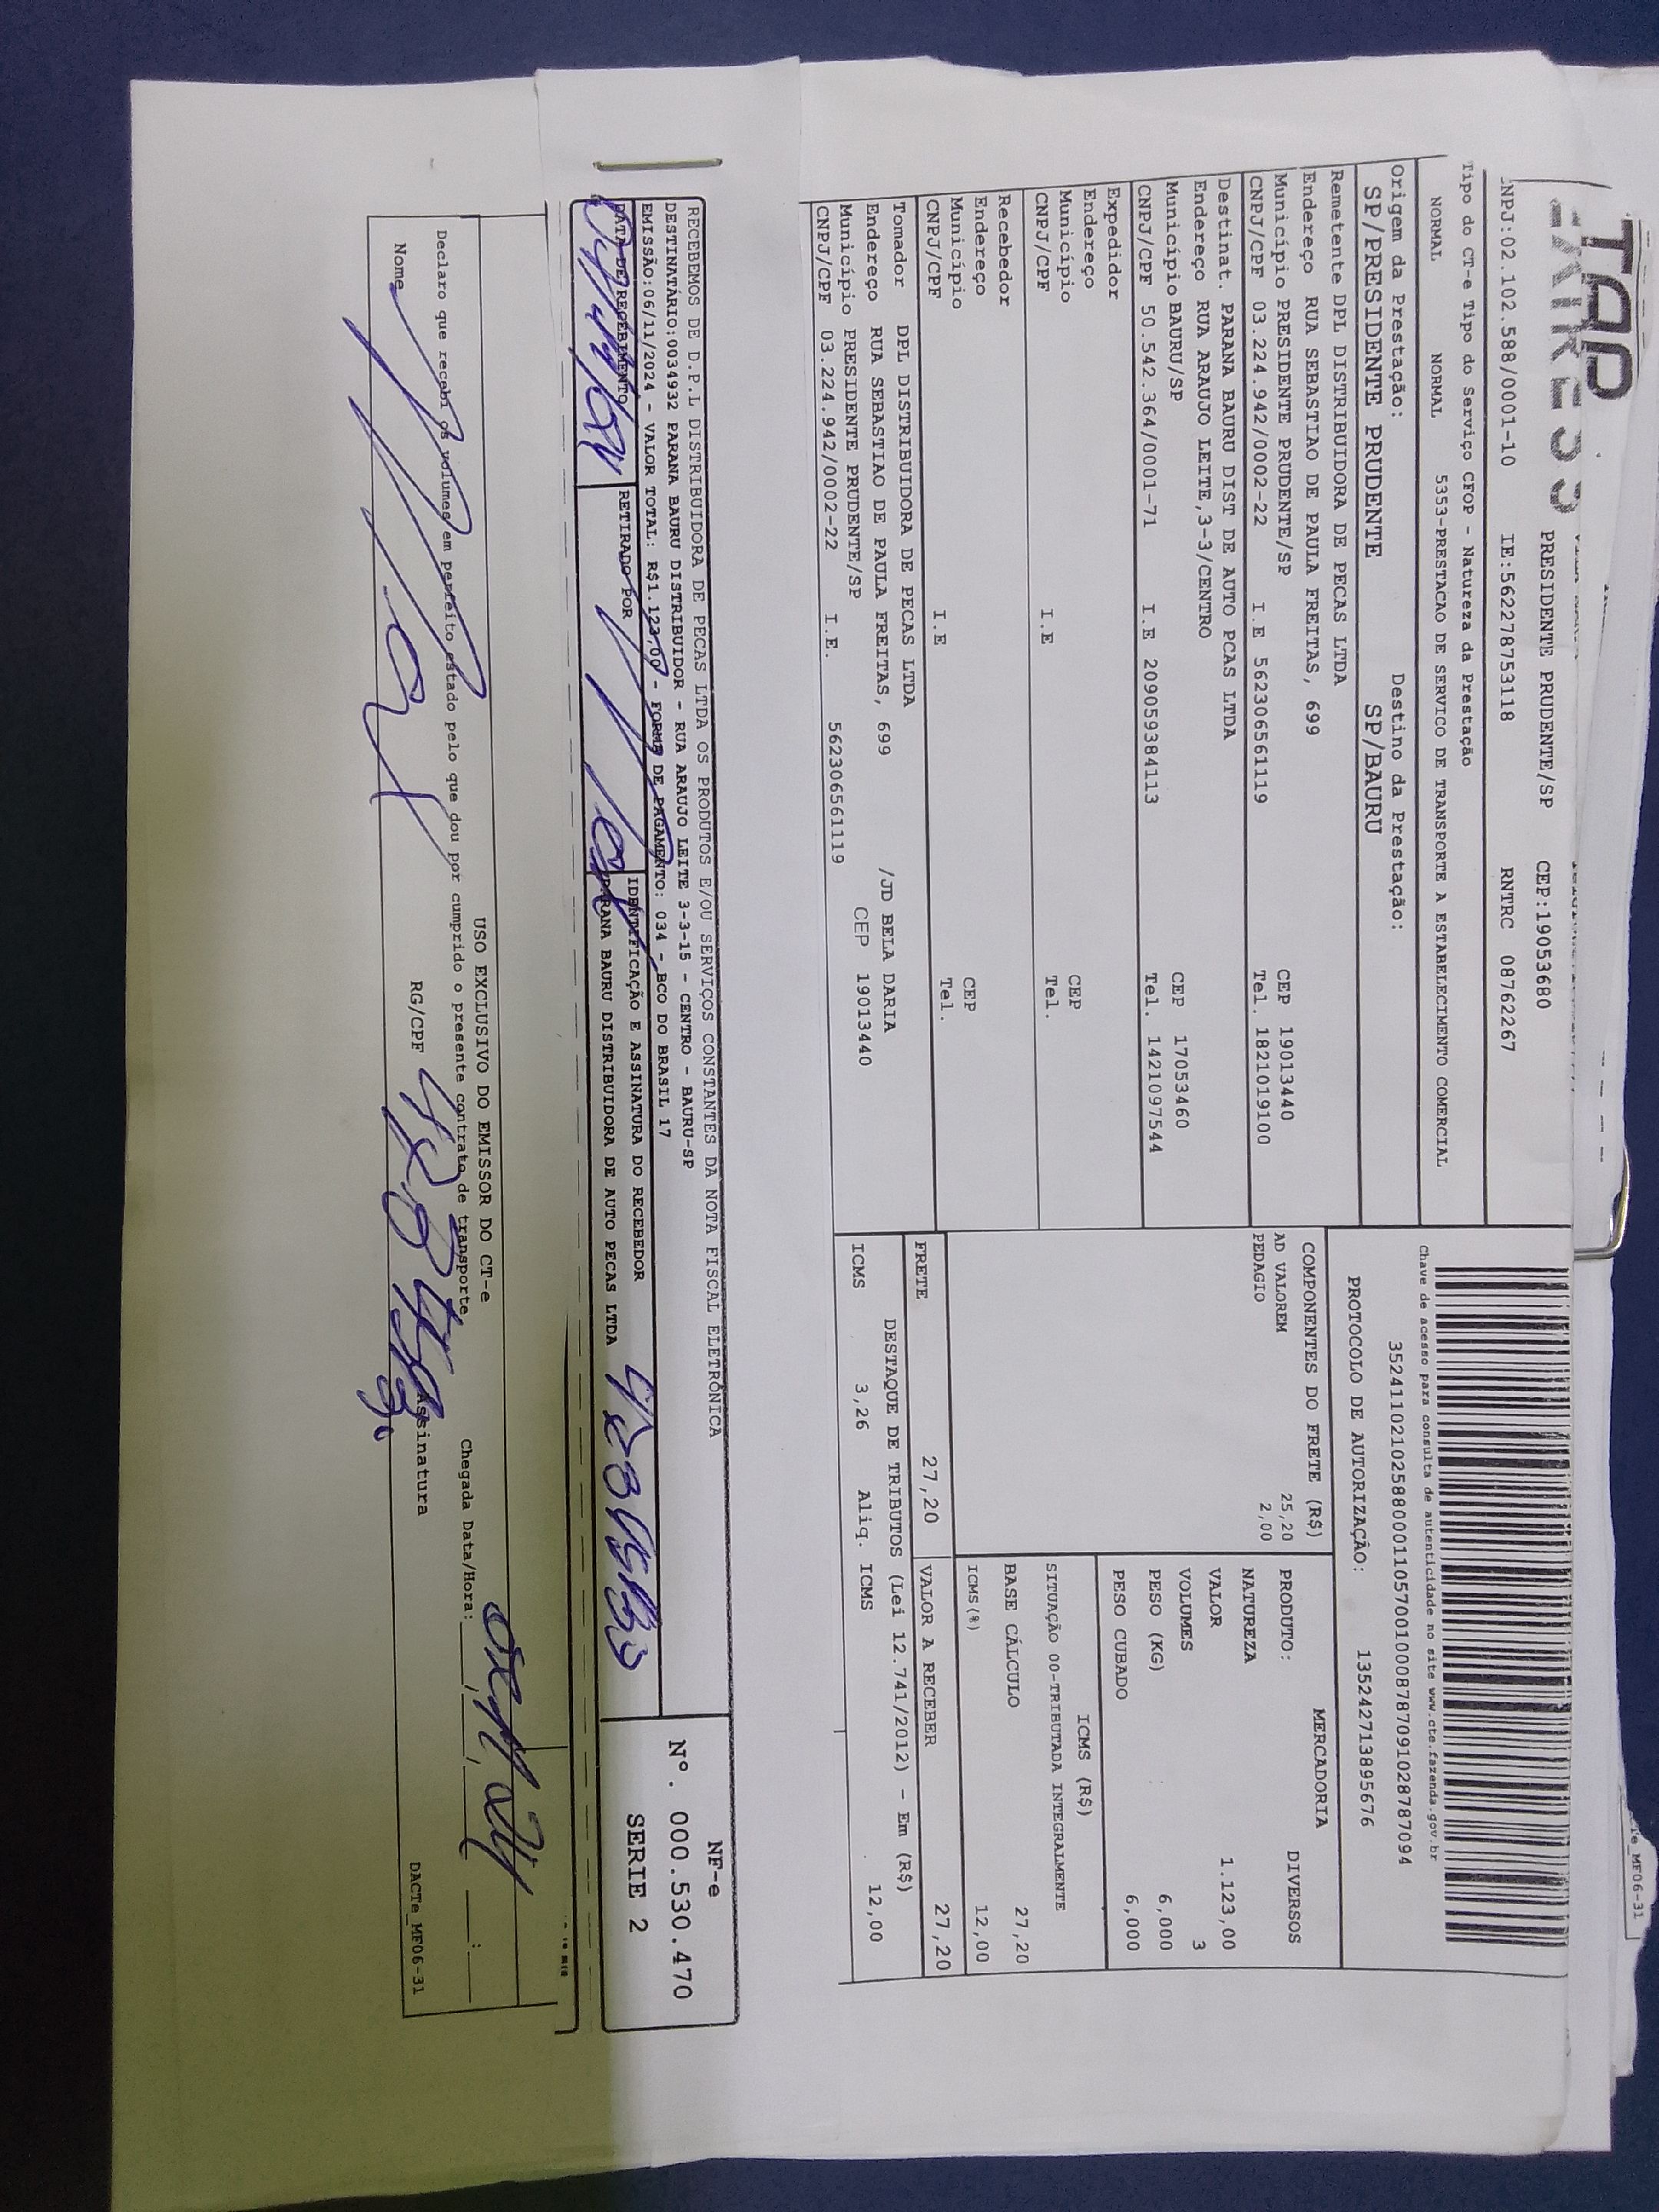 TAP
PRESIDENTE PRUDENTE/SP CEP:19053680
CNPJ:02.102.588/0001-10 IE:562278753118 RNTRC 08762267
Tipo do CT-e Tipo do Serviço CFOP - Natureza da Prestação
NORMAL NORMAL 5353-PRESTACAO DE SERVICO DE TRANSPORTE A ESTABELECIMENTO COMERCIAL
Origem da Prestação: Destino da Prestação:
SP/PRESIDENTE PRUDENTE SP/BAURU
Remetente DPL DISTRIBUIDORA DE PECAS LTDA
Endereço RUA SEBASTIAO DE PAULA FREITAS, 699
Município PRESIDENTE PRUDENTE/SP CEP 19013440
CNPJ/CPF 03.224.942/0002-22 I.E 562306561119 Tel. 1821019100
Destinat. PARANA BAURU DIST DE AUTO PCAS LTDA
Endereço RUA ARAUJO LEITE,3-3/CENTRO
Município BAURU/SP CEP 17053460
CNPJ/CPF 50.542.364/0001-71 I.E 209059384113 Tel. 1421097544
Expedidor
Endereço
Município CEP
CNPJ/CPF I.E Tel.
Recebedor
Endereço
Município CEP
CNPJ/CPF I.E Tel.
Tomador DPL DISTRIBUIDORA DE PECAS LTDA
Endereço RUA SEBASTIAO DE PAULA FREITAS, 699 /JD BELA DARIA
Município PRESIDENTE PRUDENTE/SP CEP 19013440
CNPJ/CPF 03.224.942/0002-22 I.E. 562306561119
Chave de acesso para consulta de autenticidade no site www.cte.fazenda.gov.br
35241102102588000110570010008787091028787094
PROTOCOLO DE AUTORIZAÇÃO: 135242713895676
COMPONENTES DO FRETE (R$)
AD VALOREM 25,20
PEDAGIO 2,00
MERCADORIA
PRODUTO: DIVERSOS
NATUREZA
VALOR 1.123,00
VOLUMES 3
PESO (KG) 6,000
PESO CUBADO 6,000
ICMS (R$)
SITUAÇÃO 00-TRIBUTADA INTEGRALMENTE
BASE CÁLCULO 27,20
ICMS(%) 12,00
FRETE 27,20 VALOR A RECEBER 27,20
DESTAQUE DE TRIBUTOS (Lei 12.741/2012) - Em (R$)
ICMS 3,26 Aliq. ICMS 12,00
RECEBEMOS DE D.P.L DISTRIBUIDORA DE PECAS LTDA OS PRODUTOS E/OU SERVIÇOS CONSTANTES DA NOTA FISCAL ELETRÔNICA
DESTINATÁRIO:0034932 PARANA BAURU DISTRIBUIDOR - RUA ARAUJO LEITE 3-3-15 - CENTRO - BAURU-SP
EMISSÃO:06/11/2024 - VALOR TOTAL: R$1.123,00 - FORMA DE PAGAMENTO: 034 - BCO DO BRASIL 17
DATA DE RECEBIMENTO RETIRADO POR IDENTIFICAÇÃO E ASSINATURA DO RECEBEDOR
PARANA BAURU DISTRIBUIDORA DE AUTO PECAS LTDA
NF-e
Nº. 000.530.470
SERIE 2
USO EXCLUSIVO DO EMISSOR DO CT-e
Declaro que recebi os volumes em perfeito estado pelo que dou por cumprido o presente contrato de transporte Chegada Data/Hora: / / :
Nome RG/CPF Assinatura
DACTe_MF06-31